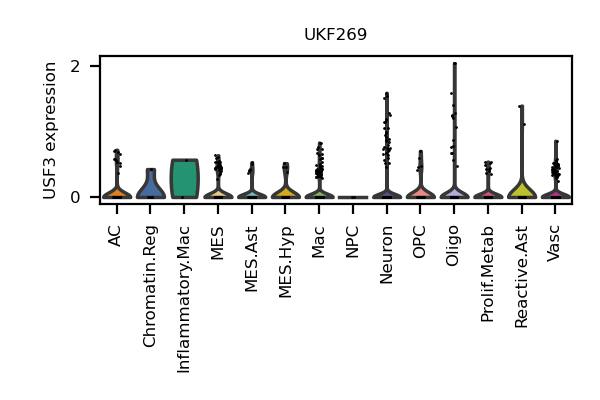 UKF269
USF3 expression
2
0
AC
Chromatin.Reg
Inflammatory.Mac
MES
MES.Ast
MES.Hyp
Mac
NPC
Neuron
OPC
Oligo
Prolif.Metab
Reactive.Ast
Vasc